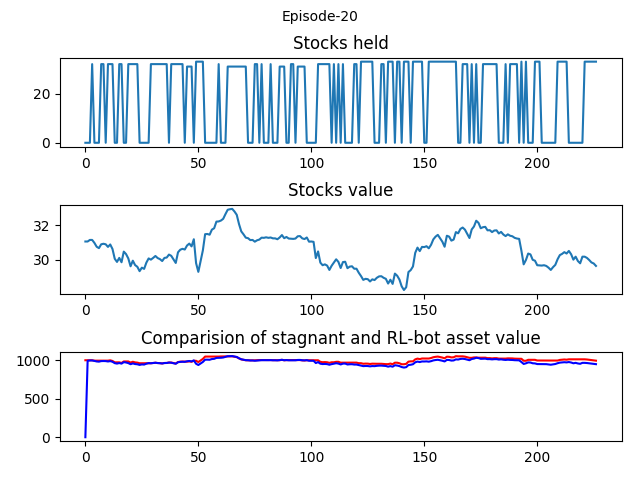 Episode-20
Stocks held
20
0
0 50 100 150 200
Stocks value
32
30
0 50 100 150 200
Comparision of stagnant and RL-bot asset value
1000
500
0
0 50 100 150 200